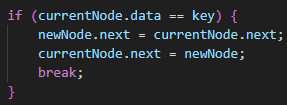 if (currentNode.data == key) {
    newNode.next = currentNode.next;
    currentNode.next = newNode;
    break;
}